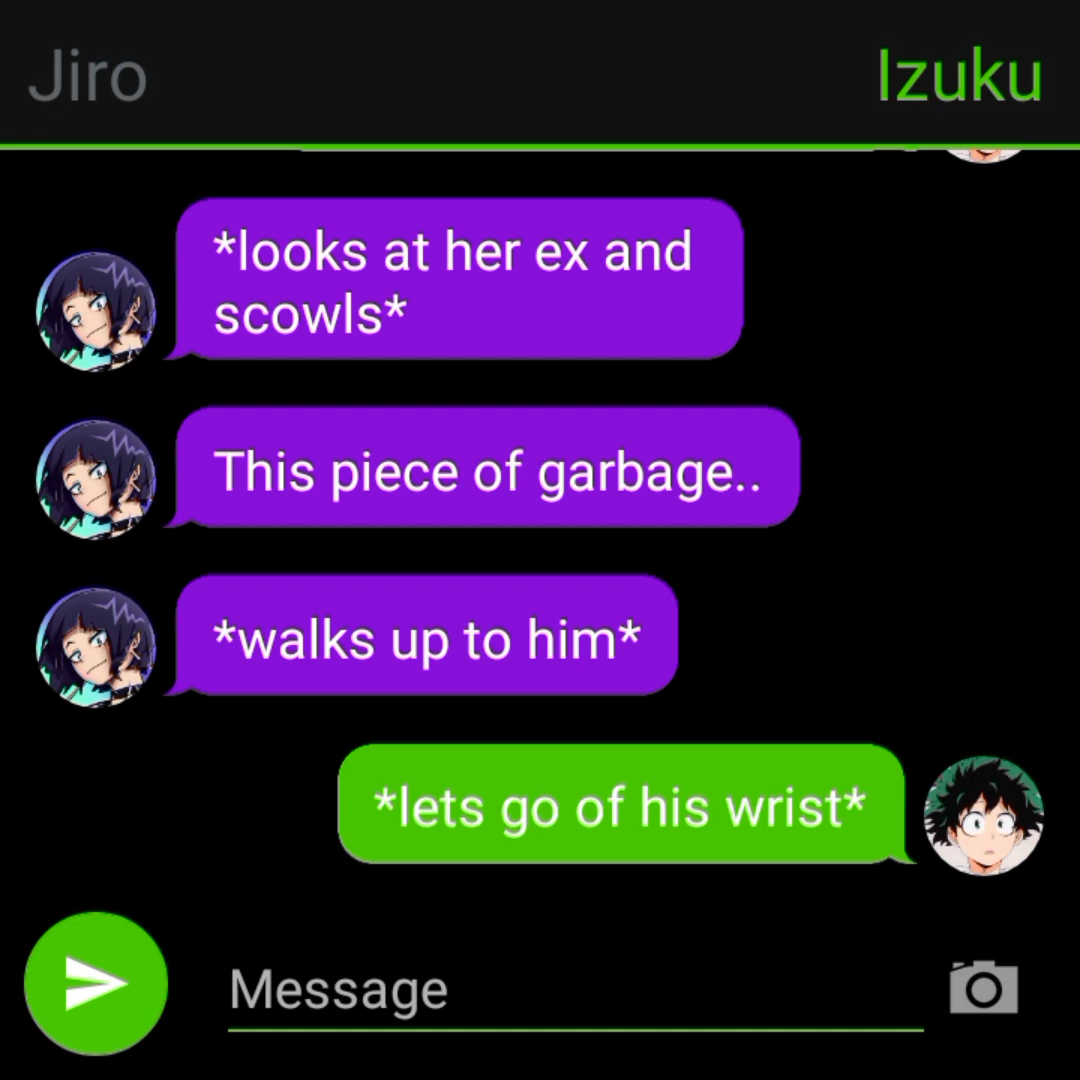 Jiro
Izuku
*looks at her ex and
scowls*
This piece of garbage..
*walks up to him*
*lets go of his wrist*
Message